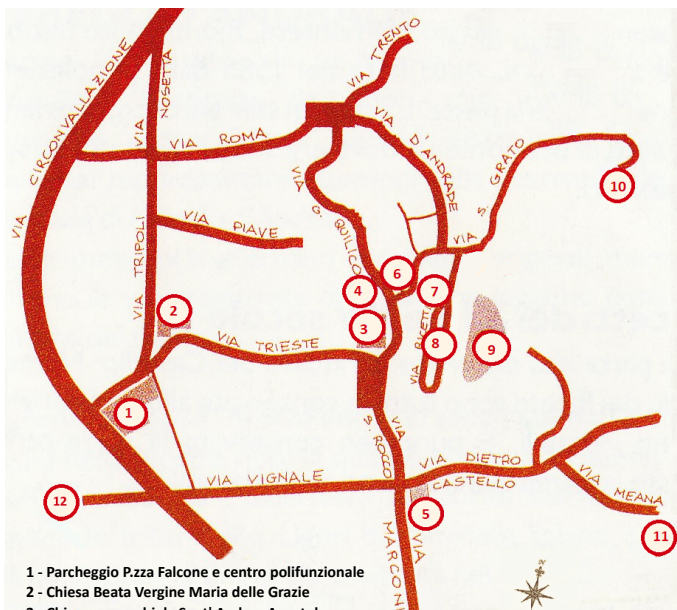 VIA TRENTO
VIA CIRCONVALLAZIONE
VIA NOSETTA
VIA ROMA
VIA D'ANDRADE
VIA S. GRATO
10
VIA G. QUILICO
VIA PIAVE
VIA TRIPOLI
6
4
7
2
3
VIA TRIESTE
VIA RICETTO
8
9
1
VIA S. ROCCO
VIA DIETRO
CASTELLO
VIA VIGNALE
12
VIA MEANA
5
11
VIA MARCONI
1 - Parcheggio P.zza Falcone e centro polifunzionale
2 - Chiesa Beata Vergine Maria delle Grazie